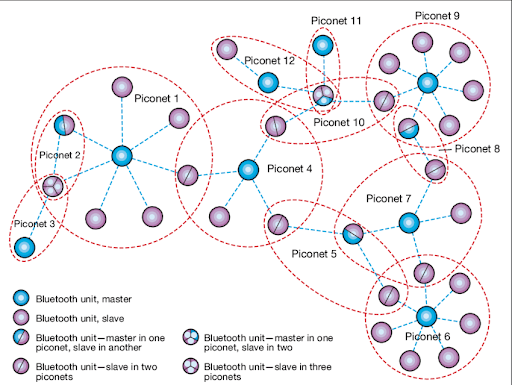 Piconet 11
Piconet 9
Piconet 12
Piconet 1
Piconet 10
Piconet 2
Piconet 8
Piconet 4
Piconet 7
Piconet 3
Piconet 5
Piconet 6
Bluetooth unit, master
Bluetooth unit, slave
Bluetooth unit—master in one
piconet, slave in another
Bluetooth unit—slave in two
piconets
Bluetooth unit—master in one
piconet, slave in two
Bluetooth unit—slave in three
piconets